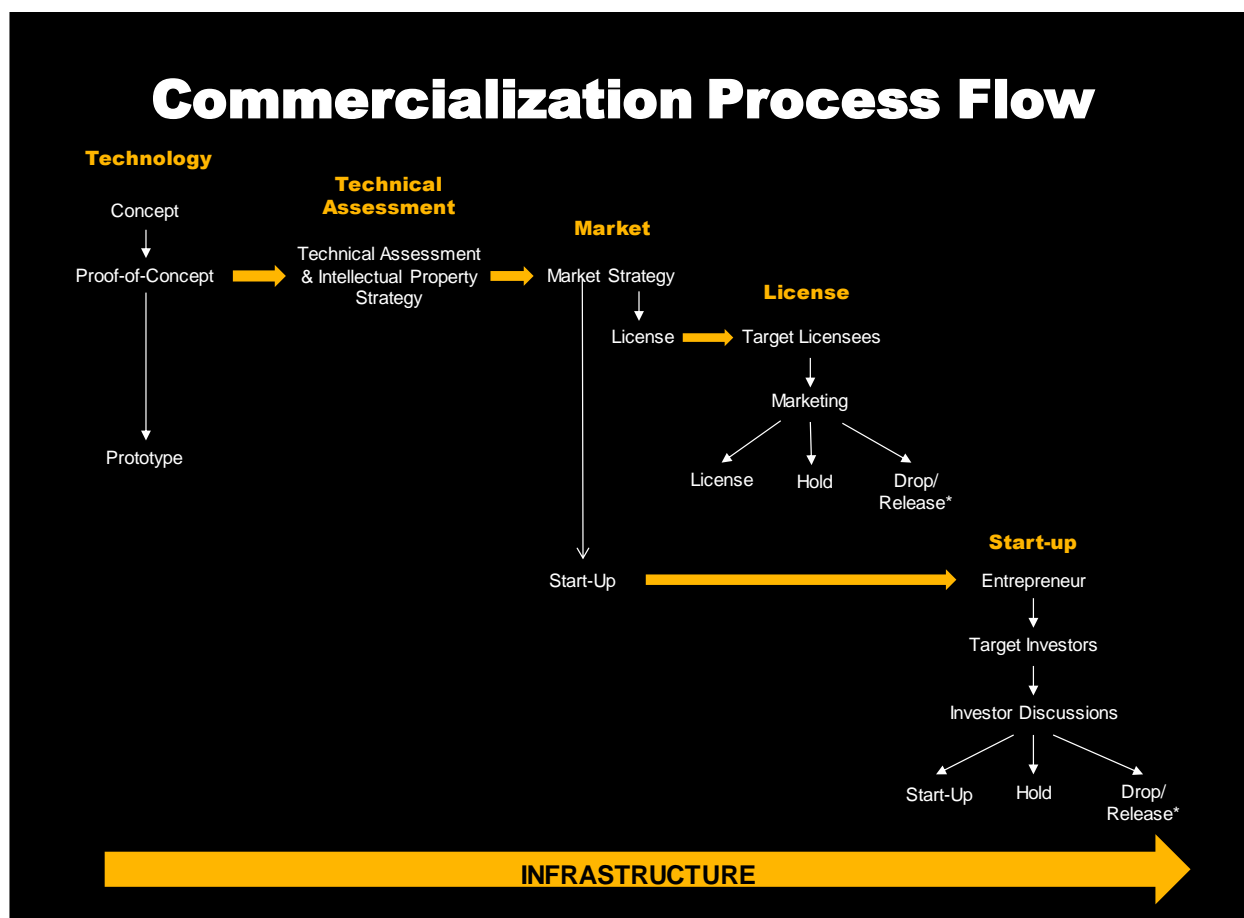 Commercialization Process Flow
Technology
Concept
Proof-of-Concept
Prototype
Technical
Assessment
Technical Assessment
& Intellectual Property
Strategy
Market
Market Strategy
License
Start-Up
License
Target Licensees
Marketing
License
Hold
Drop/
Release*
Start-up
Entrepreneur
Target Investors
Investor Discussions
Start-Up
Hold
Drop/
Release*
INFRASTRUCTURE